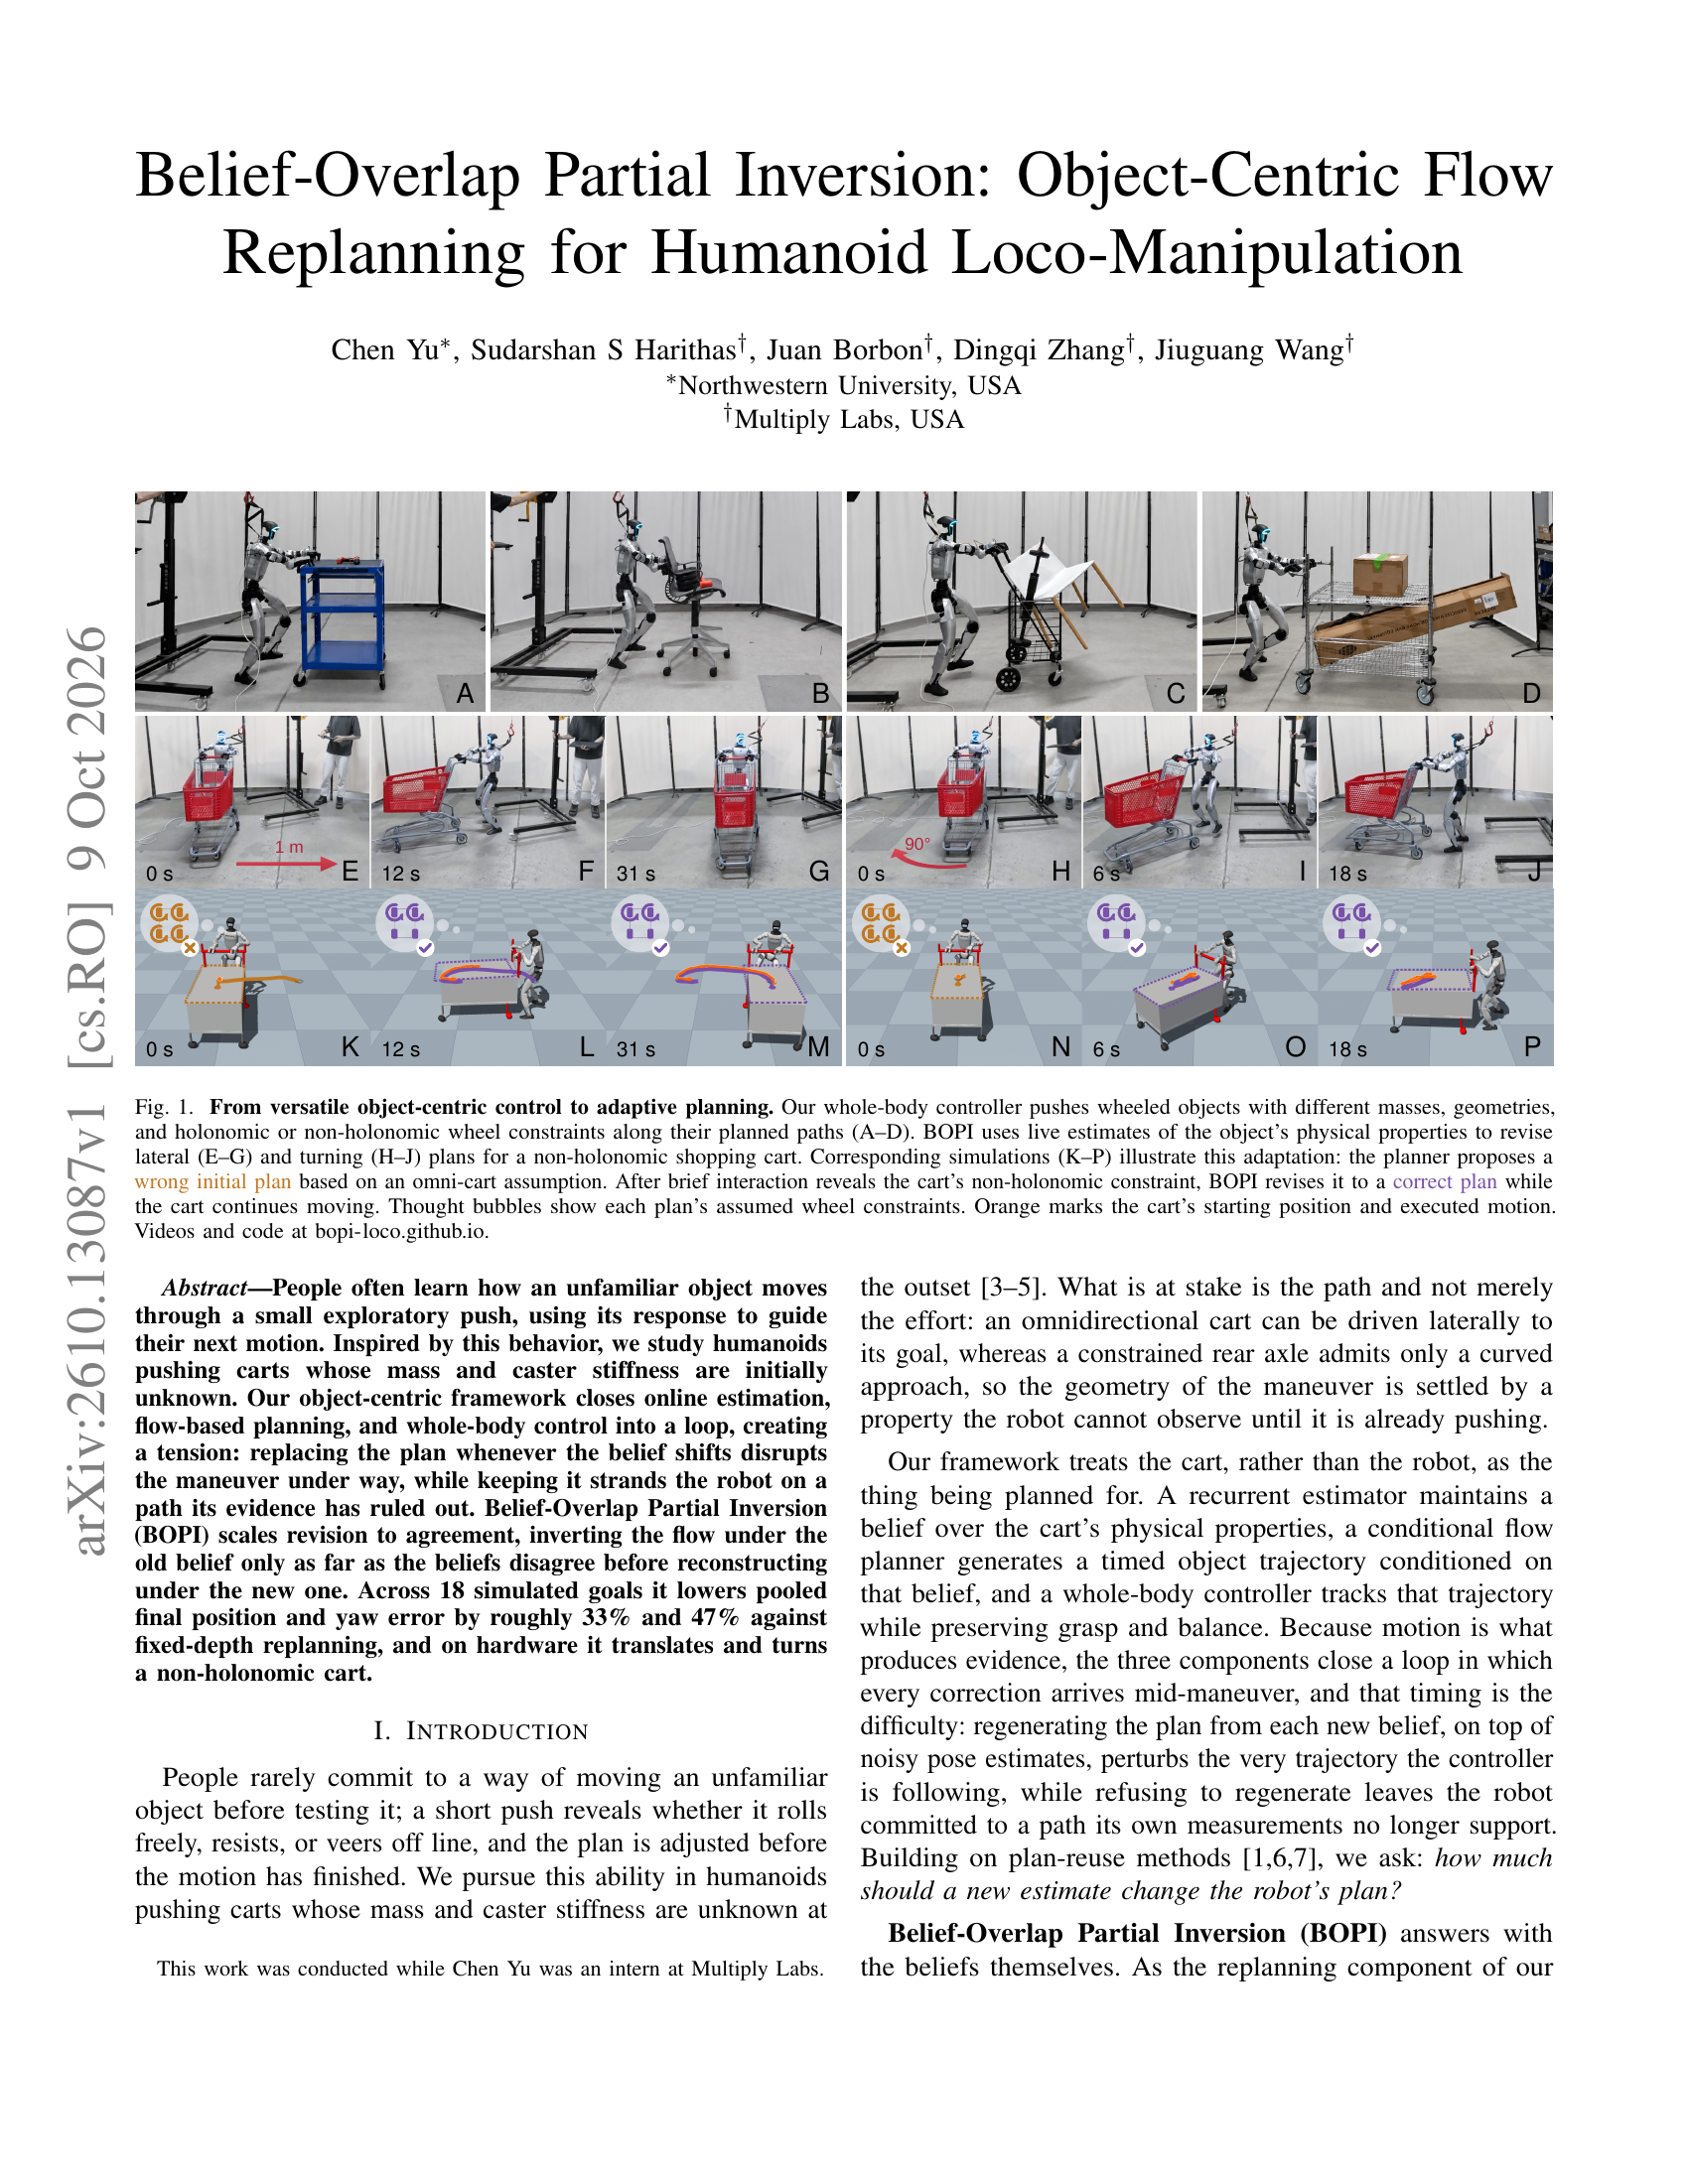 Belief-Overlap Partial Inversion: Object-Centric Flow
Replanning for Humanoid Loco-Manipulation
Chen Yu*, Sudarshan S Harithas†, Juan Borbon†, Dingqi Zhang†, Jiuguang Wang†
*Northwestern University, USA
†Multiply Labs, USA
arXiv:2610.13087v1 [cs.RO] 9 Oct 2026
A
B
C
D
1 m
0 s
E
12 s
F
31 s
G
90°
0 s
H
6 s
I
18 s
J
0 s
K
12 s
L
31 s
M
0 s
N
6 s
O
18 s
P
Fig. 1. From versatile object-centric control to adaptive planning. Our whole-body controller pushes wheeled objects with different masses, geometries,
and holonomic or non-holonomic wheel constraints along their planned paths (A–D). BOPI uses live estimates of the object's physical properties to revise
lateral (E–G) and turning (H–J) plans for a non-holonomic shopping cart. Corresponding simulations (K–P) illustrate this adaptation: the planner proposes a
wrong initial plan based on an omni-cart assumption. After brief interaction reveals the cart's non-holonomic constraint, BOPI revises it to a correct plan while
the cart continues moving. Thought bubbles show each plan's assumed wheel constraints. Orange marks the cart's starting position and executed motion.
Videos and code at bopi-loco.github.io.
Abstract—People often learn how an unfamiliar object moves
through a small exploratory push, using its response to guide
their next motion. Inspired by this behavior, we study humanoids
pushing carts whose mass and caster stiffness are initially
unknown. Our object-centric framework closes online estimation,
flow-based planning, and whole-body control into a loop, creating
a tension: replacing the plan whenever the belief shifts disrupts
the maneuver under way, while keeping it strands the robot on a
path its evidence has ruled out. Belief-Overlap Partial Inversion
(BOPI) scales revision to agreement, inverting the flow under the
old belief only as far as the beliefs disagree before reconstructing
under the new one. Across 18 simulated goals it lowers pooled
final position and yaw error by roughly 33% and 47% against
fixed-depth replanning, and on hardware it translates and turns
a non-holonomic cart.
I. INTRODUCTION
People rarely commit to a way of moving an unfamiliar
object before testing it; a short push reveals whether it rolls
freely, resists, or veers off line, and the plan is adjusted before
the motion has finished. We pursue this ability in humanoids
pushing carts whose mass and caster stiffness are unknown at
This work was conducted while Chen Yu was an intern at Multiply Labs.
the outset [3–5]. What is at stake is the path and not merely
the effort: an omnidirectional cart can be driven laterally to
its goal, whereas a constrained rear axle admits only a curved
approach, so the geometry of the maneuver is settled by a
property the robot cannot observe until it is already pushing.
Our framework treats the cart, rather than the robot, as the
thing being planned for. A recurrent estimator maintains a
belief over the cart's physical properties, a conditional flow
planner generates a timed object trajectory conditioned on
that belief, and a whole-body controller tracks that trajectory
while preserving grasp and balance. Because motion is what
produces evidence, the three components close a loop in which
every correction arrives mid-maneuver, and that timing is the
difficulty: regenerating the plan from each new belief, on top of
noisy pose estimates, perturbs the very trajectory the controller
is following, while refusing to regenerate leaves the robot
committed to a path its own measurements no longer support.
Building on plan-reuse methods [1,6,7], we ask: how much
should a new estimate change the robot's plan?
Belief-Overlap Partial Inversion (BOPI) answers with
the beliefs themselves. As the replanning component of our